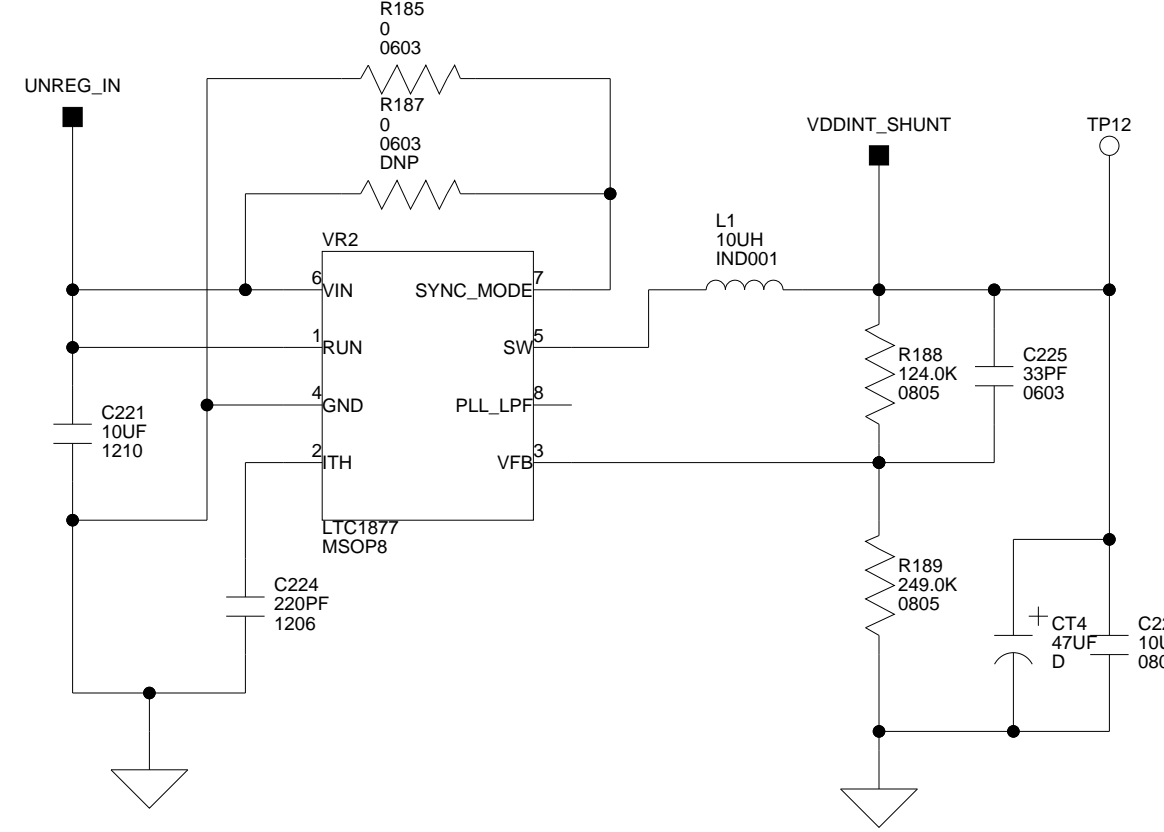 R185
0
0603
UNREG_IN
R187
0
0603
DNP
VDDINT_SHUNT
TP12
L1
10UH
IND001
VR2
6
VIN
SYNC_MODE
7
1
RUN
SW
5
4
GND
PLL_LPF
8
2
ITH
VFB
3
LTC1877
MSOP8
C221
10UF
1210
R188
124.0K
0805
C225
33PF
0603
C224
220PF
1206
R189
249.0K
0805
+
CT4
47UF
D